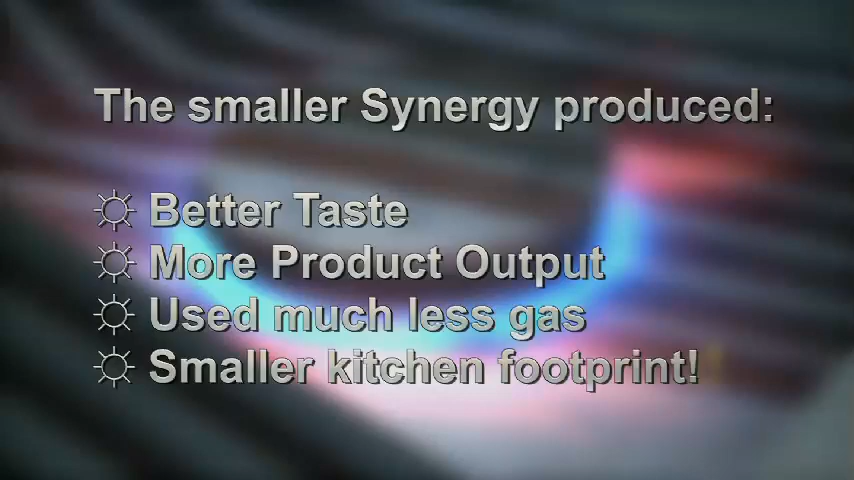 The smaller Synergy produced:
☼ Better Taste
☼ More Product Output
☼ Used much less gas
☼ Smaller kitchen footprint!